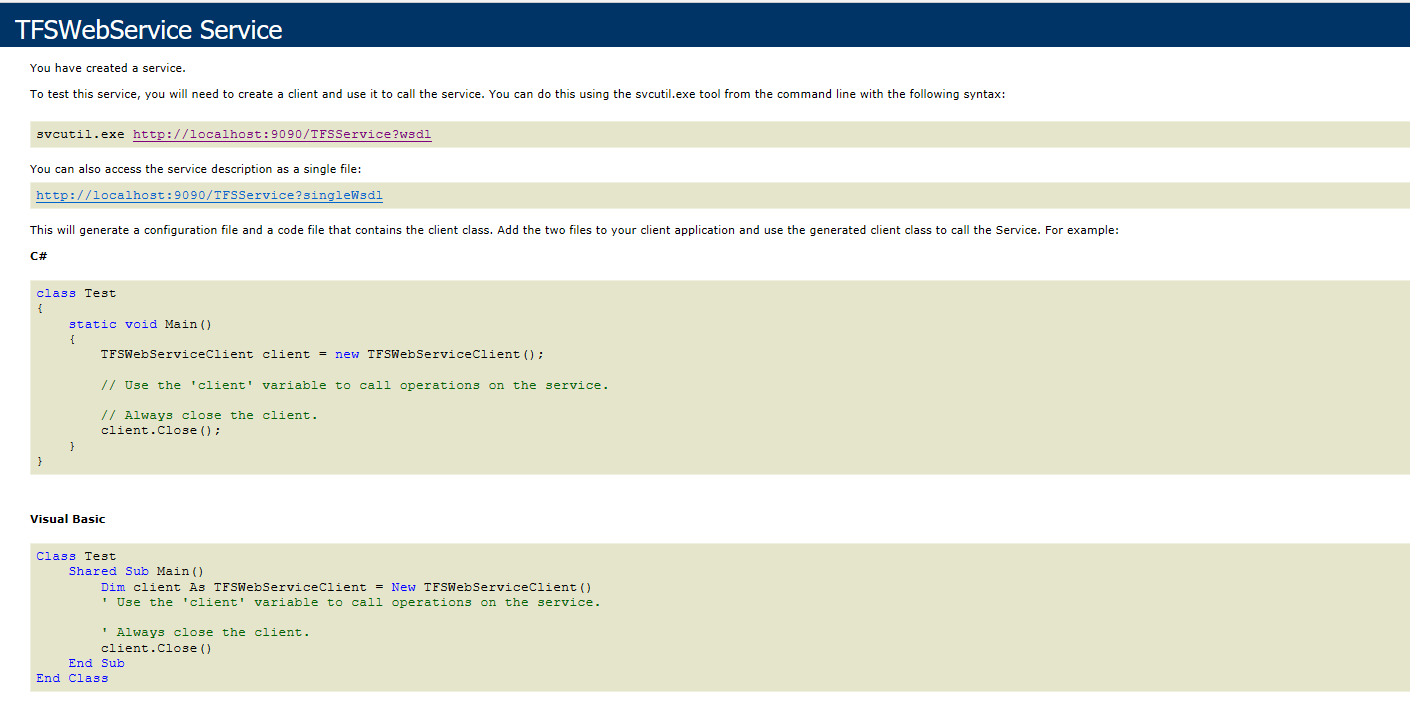 TFSWebService Service
You have created a service.
To test this service, you will need to create a client and use it to call the service. You can do this using the svcutil.exe tool from the command line with the following syntax:
svcutil.exe http://localhost:9090/TFSService?wsdl
You can also access the service description as a single file:
http://localhost:9090/TFSService?singleWsdl
This will generate a configuration file and a code file that contains the client class. Add the two files to your client application and use the generated client class to call the Service. For example:
C#
class Test
{
    static void Main()
    {
        TFSWebServiceClient client = new TFSWebServiceClient();
        // Use the 'client' variable to call operations on the service.
        // Always close the client.
        client.Close();
    }
}
Visual Basic
Class Test
    Shared Sub Main()
        Dim client As TFSWebServiceClient = New TFSWebServiceClient()
        ' Use the 'client' variable to call operations on the service.
        ' Always close the client.
        client.Close()
    End Sub
End Class